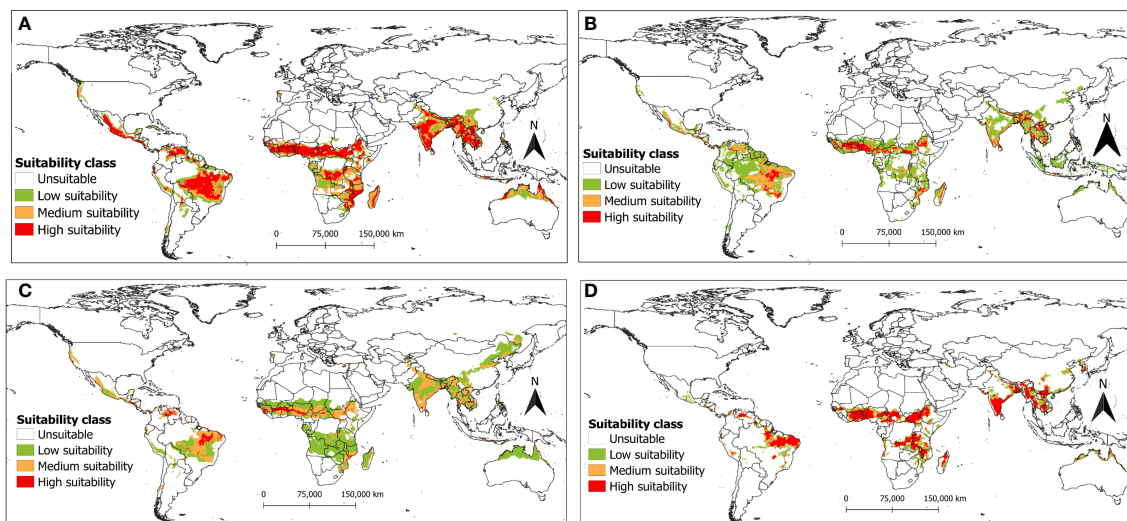 A
N
Suitability class
Unsuitable
Low suitability
Medium suitability
High suitability
0 75,000 150,000 km
B
N
Suitability class
Unsuitable
Low suitability
Medium suitability
High suitability
0 75,000 150,000 km
C
N
Suitability class
Unsuitable
Low suitability
Medium suitability
High suitability
0 75,000 150,000 km
D
N
Suitability class
Unsuitable
Low suitability
Medium suitability
High suitability
0 75,000 150,000 km